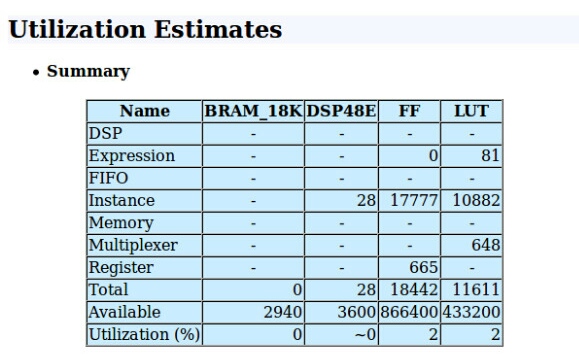 Utilization Estimates
• Summary
Name BRAM_18K DSP48E FF LUT
DSP - - - -
Expression - - 0 81
FIFO - - - -
Instance - 28 17777 10882
Memory - - - -
Multiplexer - - - 648
Register - - 665 -
Total 0 28 18442 11611
Available 2940 3600 866400 433200
Utilization (%) 0 ~0 2 2